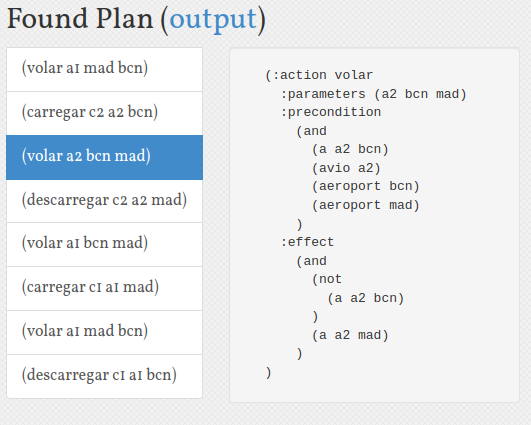 Found Plan (output)
(volar a1 mad bcn)
(carregar c2 a2 bcn)
(volar a2 bcn mad)
(descarregar c2 a2 mad)
(volar a1 bcn mad)
(carregar c1 a1 mad)
(volar a1 mad bcn)
(descarregar c1 a1 bcn)
(:action volar
  :parameters (a2 bcn mad)
  :precondition
    (and
      (a a2 bcn)
      (avio a2)
      (aeroport bcn)
      (aeroport mad)
    )
  :effect
    (and
      (not
        (a a2 bcn)
      )
      (a a2 mad)
    )
)